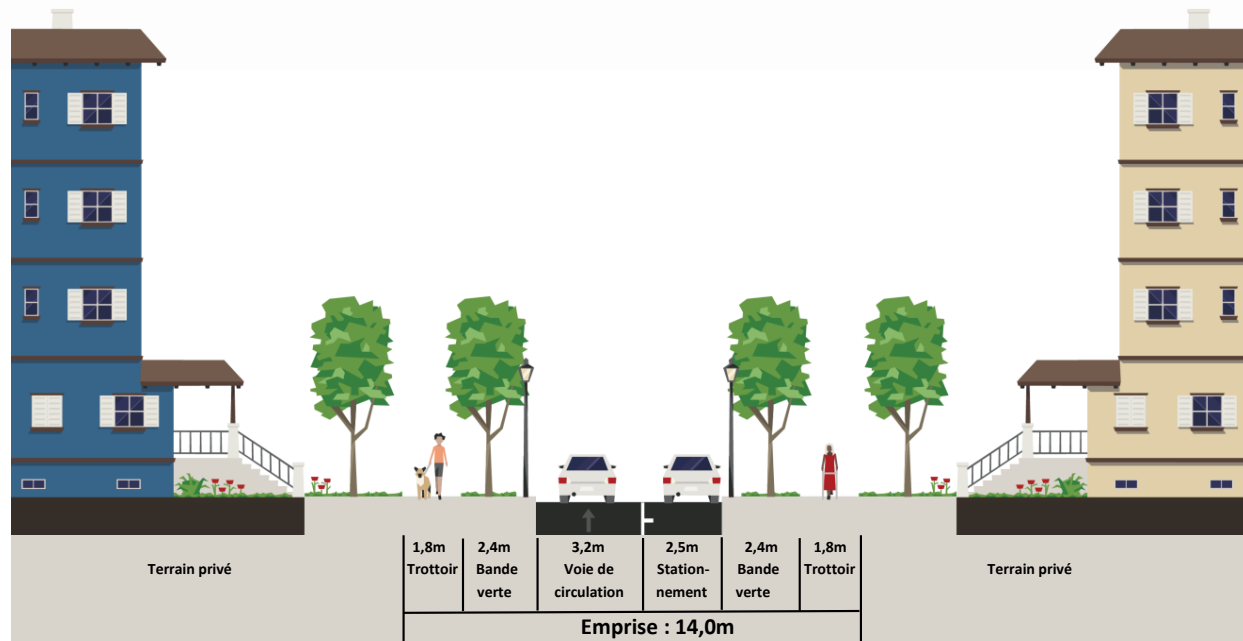 1,8m
Trottoir
2,4m
Bande
verte
3,2m
Voie de
circulation
2,5m
Station-
nement
2,4m
Bande
verte
1,8m
Trottoir
Terrain privé
Terrain privé
Emprise : 14,0m